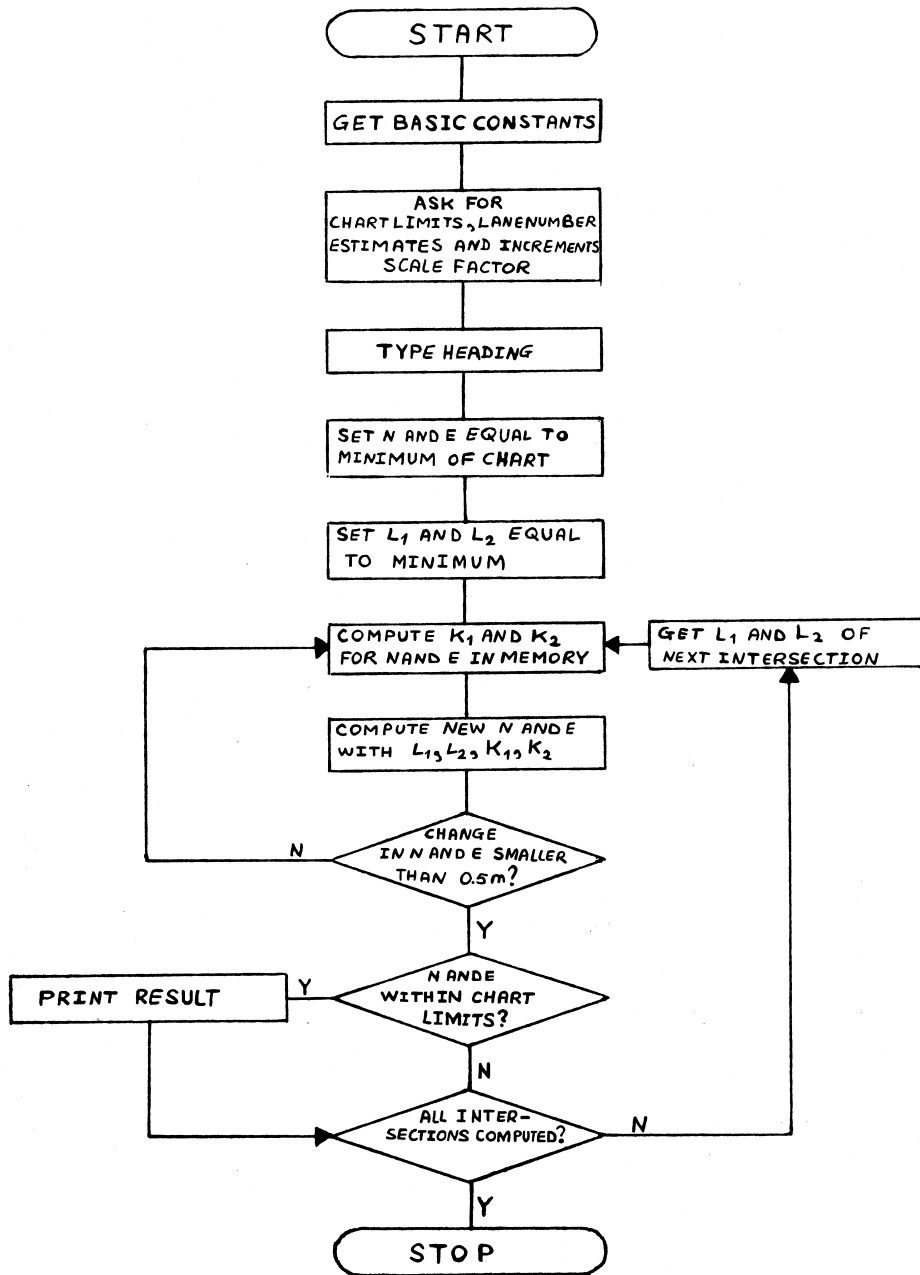 START
GET BASIC CONSTANTS
ASK FOR
CHART LIMITS, LANENUMBER
ESTIMATES AND INCREMENTS
SCALE FACTOR
TYPE HEADING
SET N AND E EQUAL TO
MINIMUM OF CHART
SET L1 AND L2 EQUAL
TO MINIMUM
COMPUTE K1 AND K2
FOR N AND E IN MEMORY
GET L1 AND L2 OF
NEXT INTERSECTION
COMPUTE NEW N AND E
WITH L1, L2, K1, K2
CHANGE
IN N AND E SMALLER
THAN 0.5m?
N
Y
N AND E
WITHIN CHART
LIMITS?
Y
PRINT RESULT
N
ALL INTER-
SECTIONS COMPUTED?
N
Y
STOP